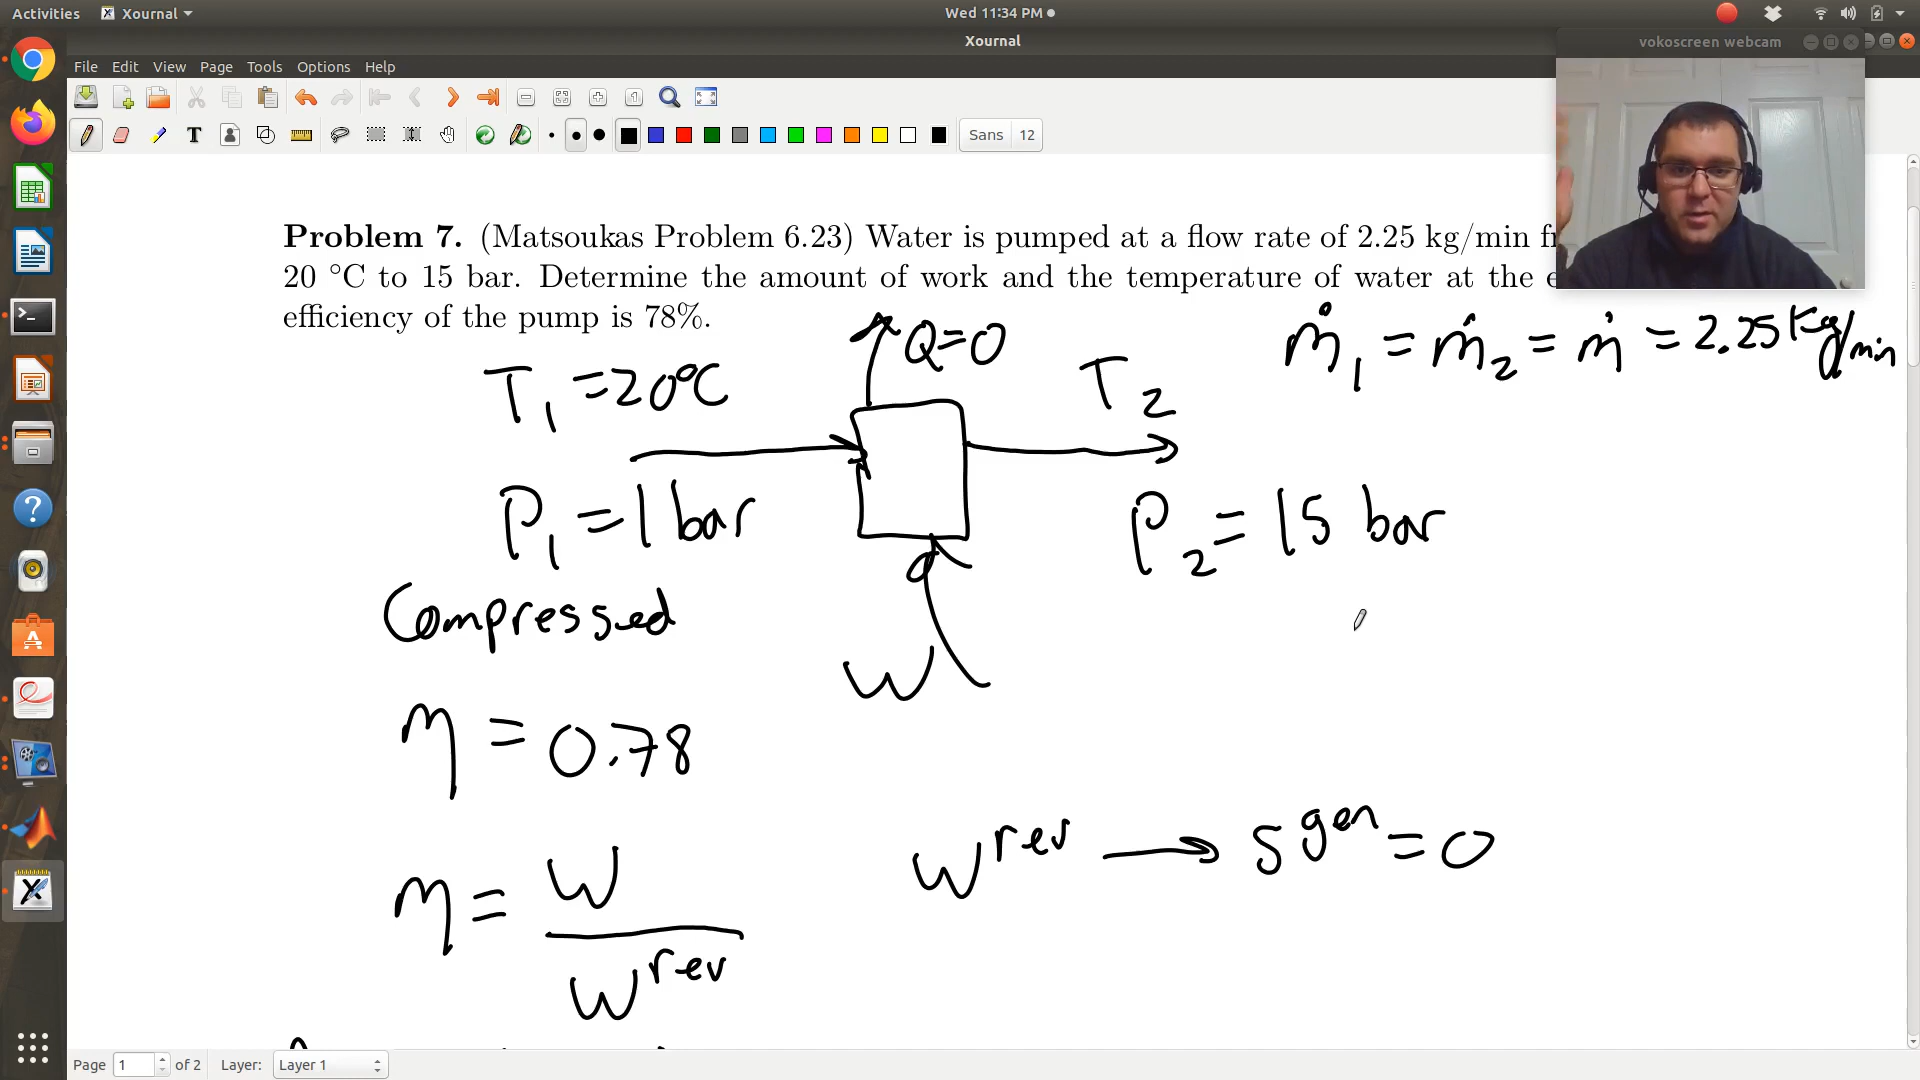 Activities Xournal Wed 11:34 PM
Xournal
vokoscreen webcam
File Edit View Page Tools Options Help
Sans 12
Problem 7. (Matsoukas Problem 6.23) Water is pumped at a flow rate of 2.25 kg/min
20 °C to 15 bar. Determine the amount of work and the temperature of water at the
efficiency of the pump is 78%.
ṁ₁ = ṁ₂ = ṁ = 2.25 kg/min
Q=0
T₁ = 20°C
T₂
P₁ = 1 bar
P₂ = 15 bar
Compressed
W
η = 0.78
W^rev → S^gen = 0
η = W / W^rev
Page 1 of 2 Layer: Layer 1